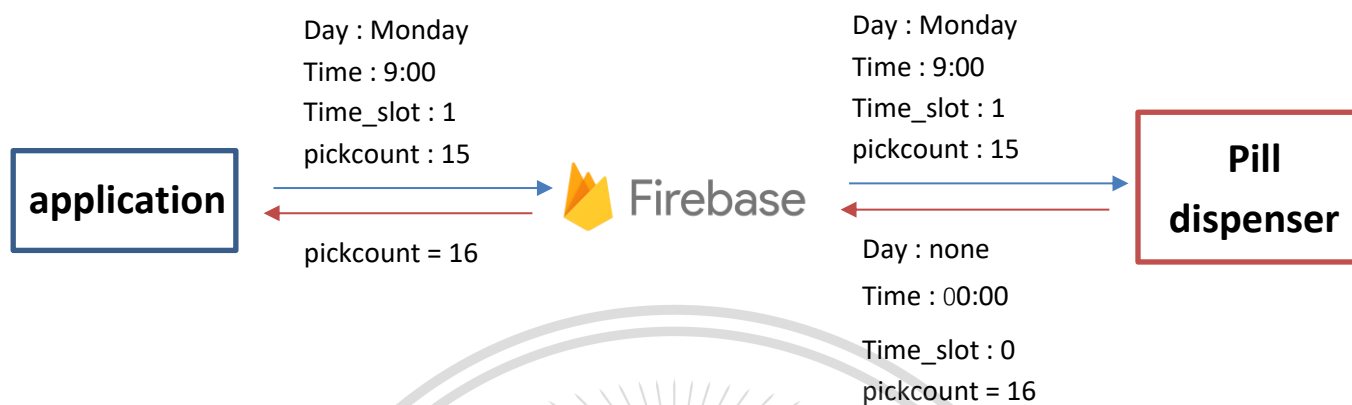 Day : Monday
Time : 9:00
Time_slot : 1
pickcount : 15
application
pickcount = 16
Firebase
Day : Monday
Time : 9:00
Time_slot : 1
pickcount : 15
Day : none
Time : 00:00
Time_slot : 0
pickcount = 16
Pill
dispenser